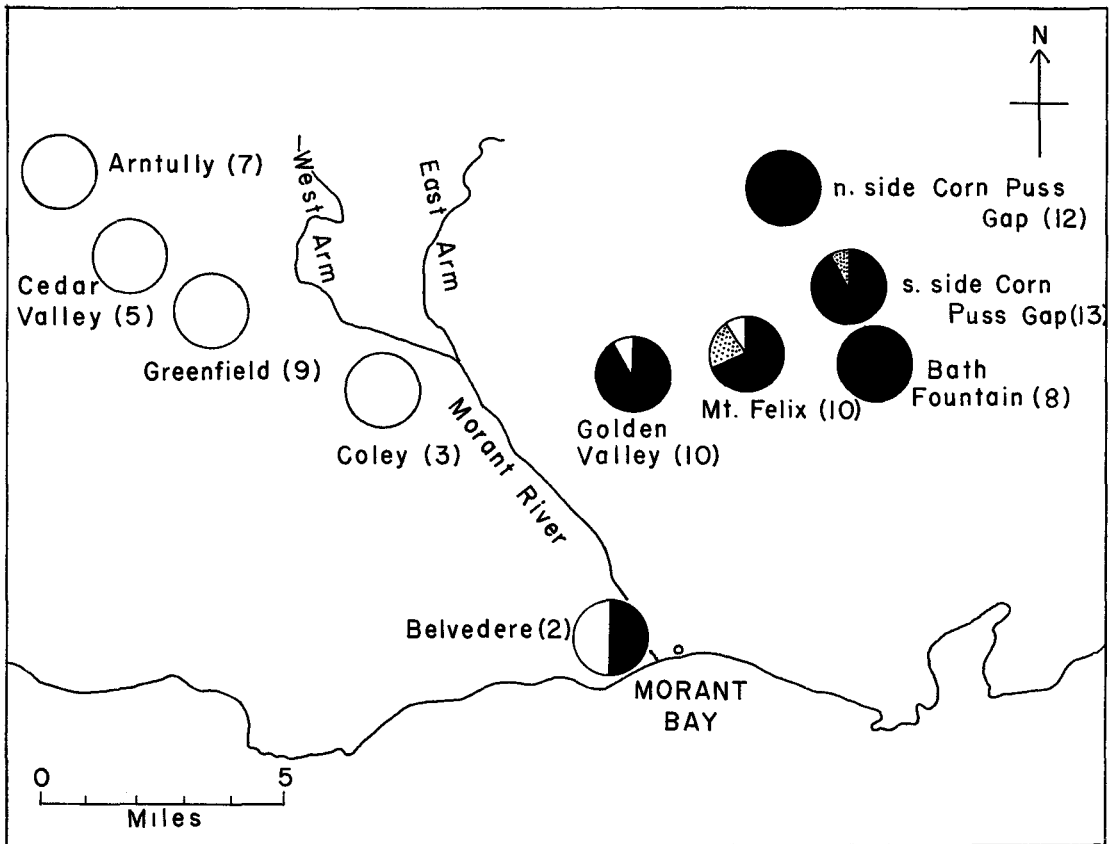 N
Arntully (7)
West
Arm
East
Arm
n. side Corn Puss
Gap (12)
Cedar
Valley (5)
s. side Corn
Puss Gap (13)
Greenfield (9)
Bath
Fountain (8)
Mt. Felix (10)
Golden
Valley (10)
Coley (3)
Morant River
Belvedere (2)
MORANT
BAY
0 5
Miles